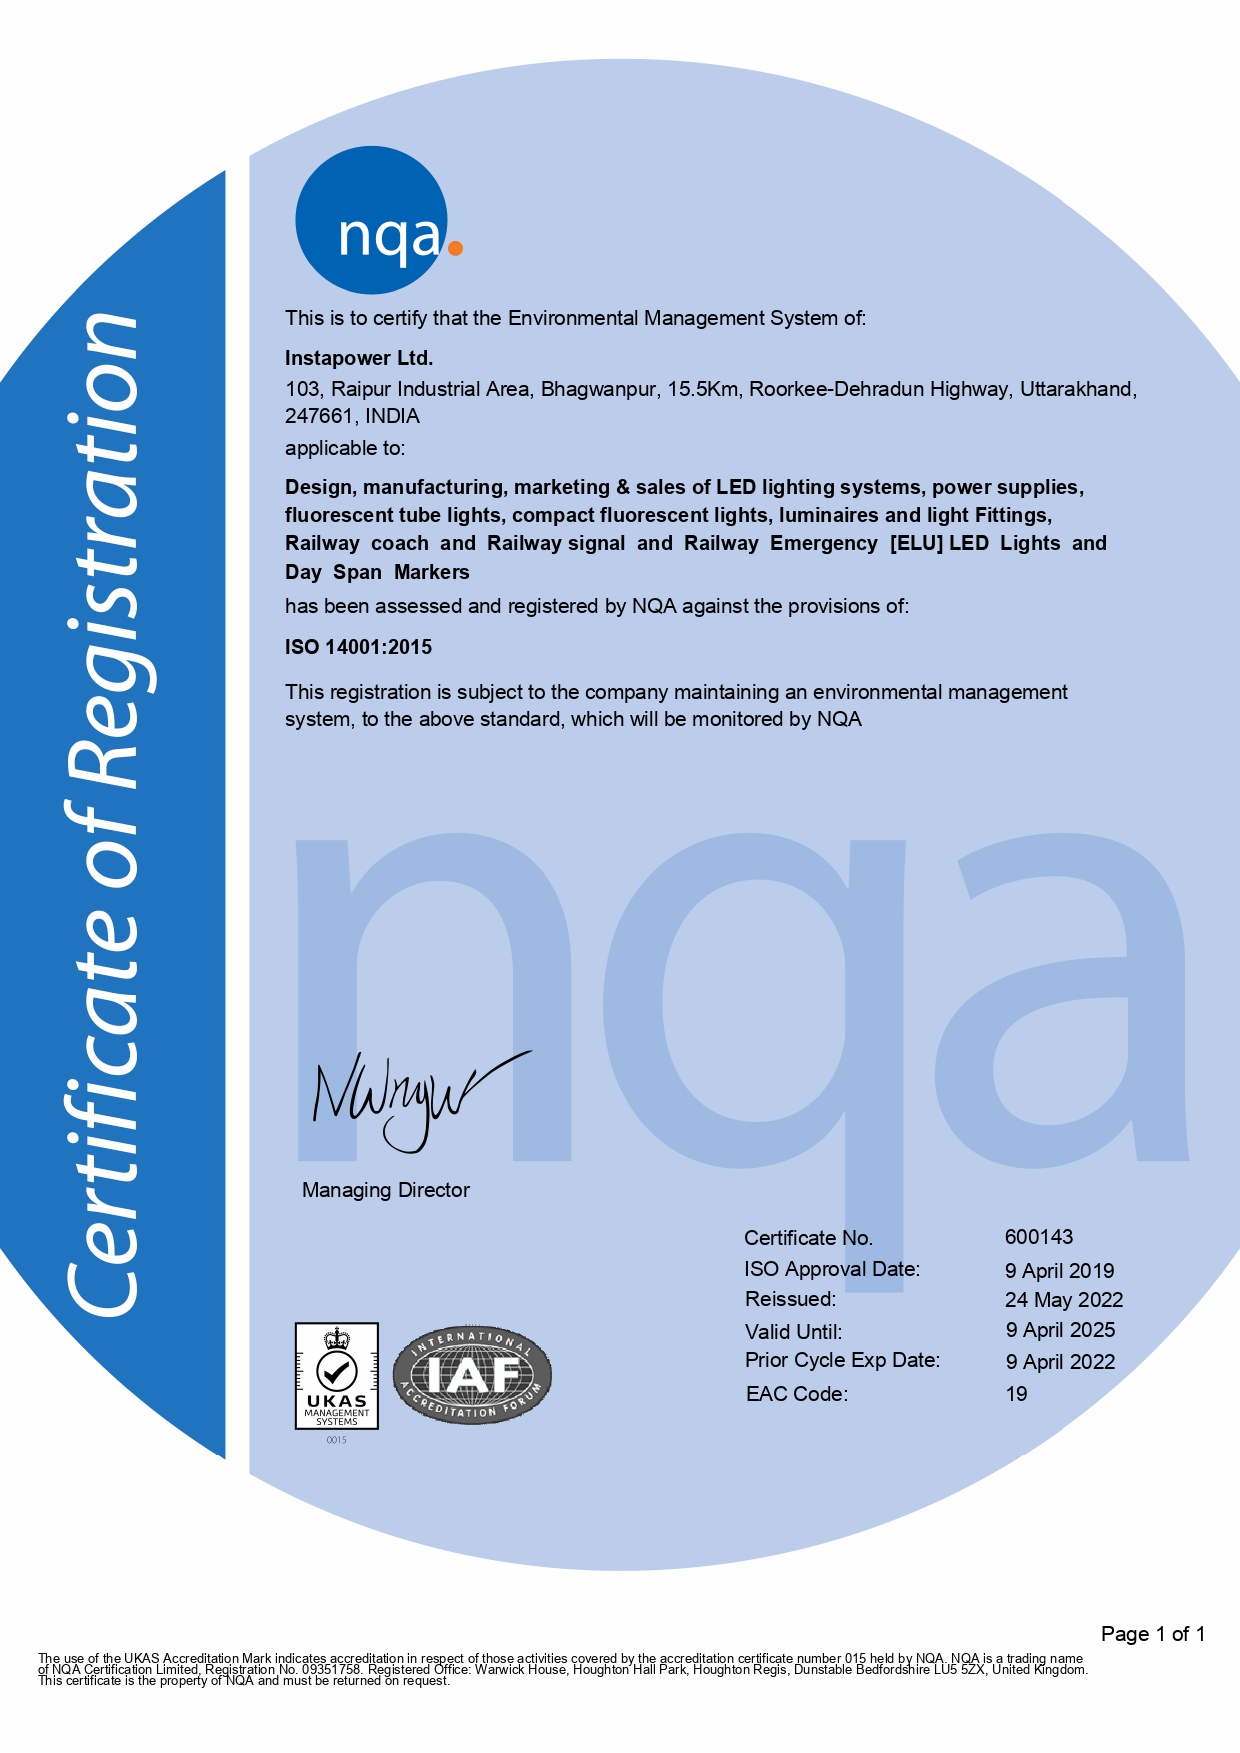 Certificate of Registration
nqa.
This is to certify that the Environmental Management System of:
Instapower Ltd.
103, Raipur Industrial Area, Bhagwanpur, 15.5Km, Roorkee-Dehradun Highway, Uttarakhand,
247661, INDIA
applicable to:
Design, manufacturing, marketing & sales of LED lighting systems, power supplies,
fluorescent tube lights, compact fluorescent lights, luminaires and light Fittings,
Railway coach and Railway signal and Railway Emergency [ELU] LED Lights and
Day Span Markers
has been assessed and registered by NQA against the provisions of:
ISO 14001:2015
This registration is subject to the company maintaining an environmental management
system, to the above standard, which will be monitored by NQA
nqa
Managing Director
Certificate No. 600143
ISO Approval Date: 9 April 2019
Reissued: 24 May 2022
Valid Until: 9 April 2025
Prior Cycle Exp Date: 9 April 2022
EAC Code: 19
UKAS
MANAGEMENT
SYSTEMS
0015
INTERNATIONAL
IAF
ACCREDITATION FORUM
Page 1 of 1
The use of the UKAS Accreditation Mark indicates accreditation in respect of those activities covered by the accreditation certificate number 015 held by NQA. NQA is a trading name
of NQA Certification Limited, Registration No. 09351758. Registered Office: Warwick House, Houghton Hall Park, Houghton Regis, Dunstable Bedfordshire LU5 5ZX, United Kingdom.
This certificate is the property of NQA and must be returned on request.